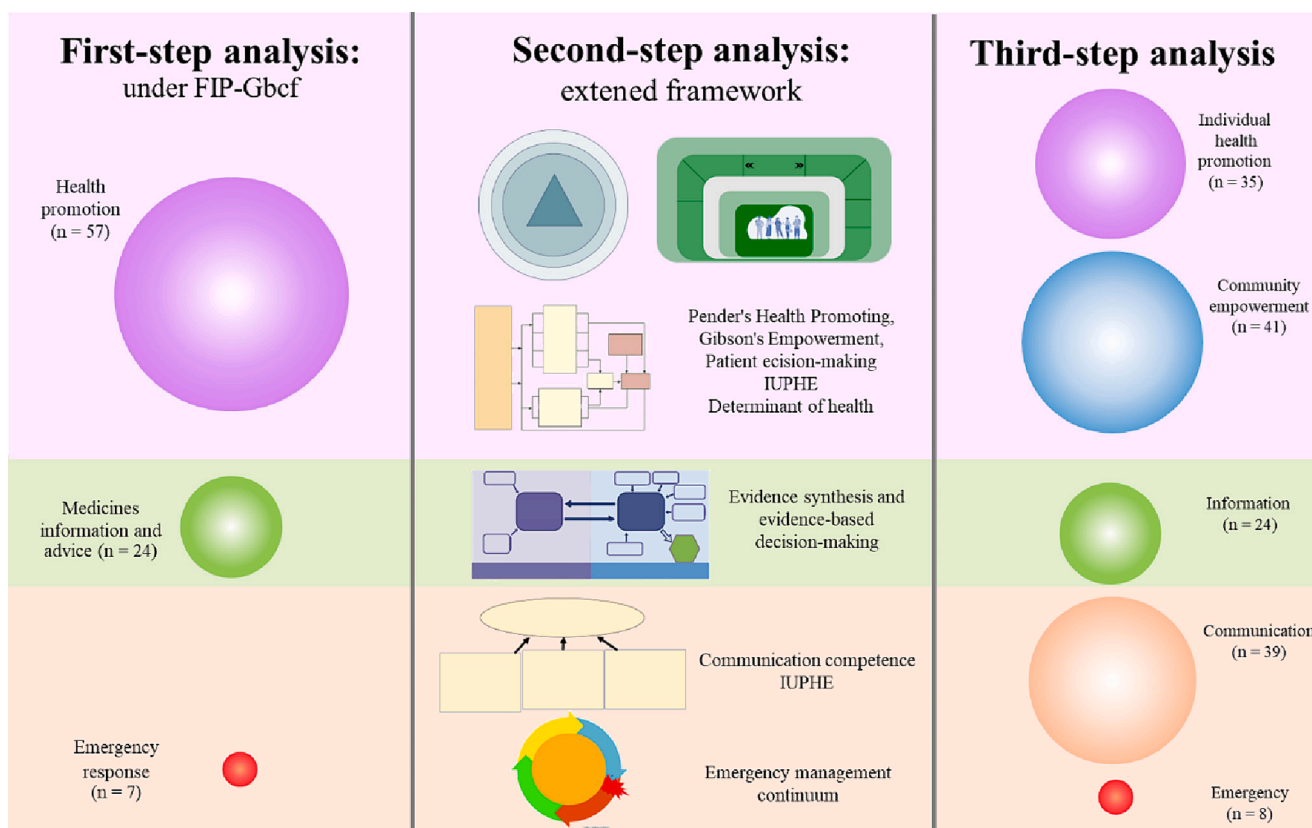 First-step analysis:
under FIP-Gbcf
Health
promotion
(n = 57)
Medicines
information and
advice (n = 24)
Emergency
response
(n = 7)
Second-step analysis:
extened framework
Pender's Health Promoting,
Gibson's Empowerment,
Patient ecision-making
IUPHE
Determinant of health
Evidence synthesis and
evidence-based
decision-making
Communication competence
IUPHE
Emergency management
continuum
Third-step analysis
Individual
health
promotion
(n = 35)
Community
empowerment
(n = 41)
Information
(n = 24)
Communication
(n = 39)
Emergency
(n = 8)